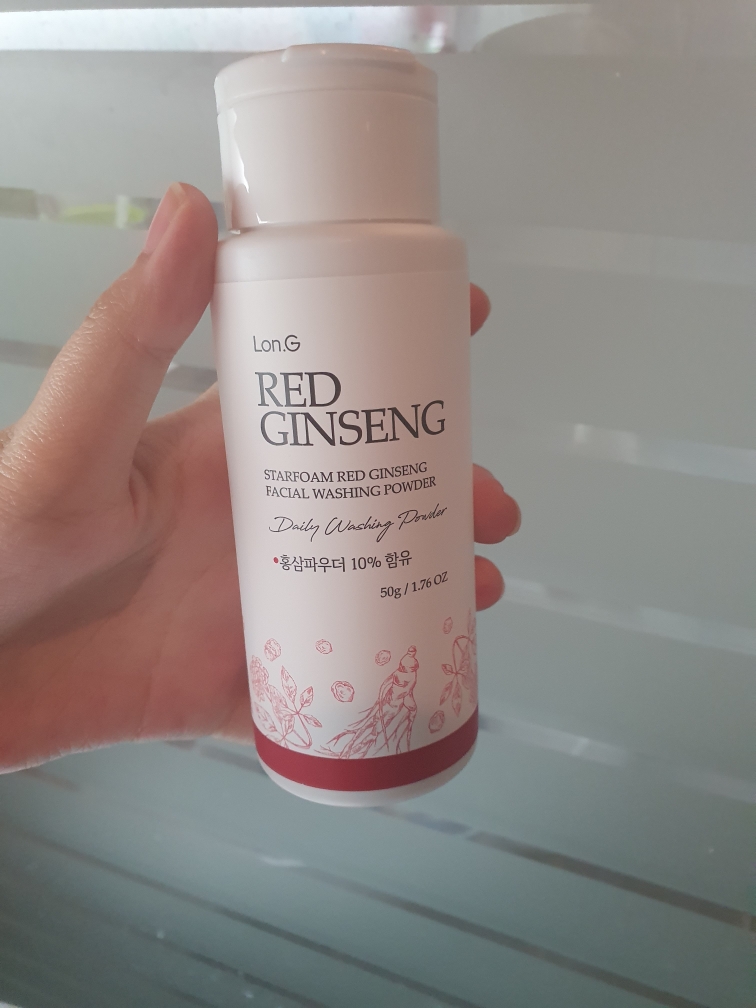 Lon.G
RED
GINSENG
STARFOAM RED GINSENG
FACIAL WASHING POWDER
Daily Washing Powder
•홍삼파우더 10% 함유
50g / 1.76 OZ